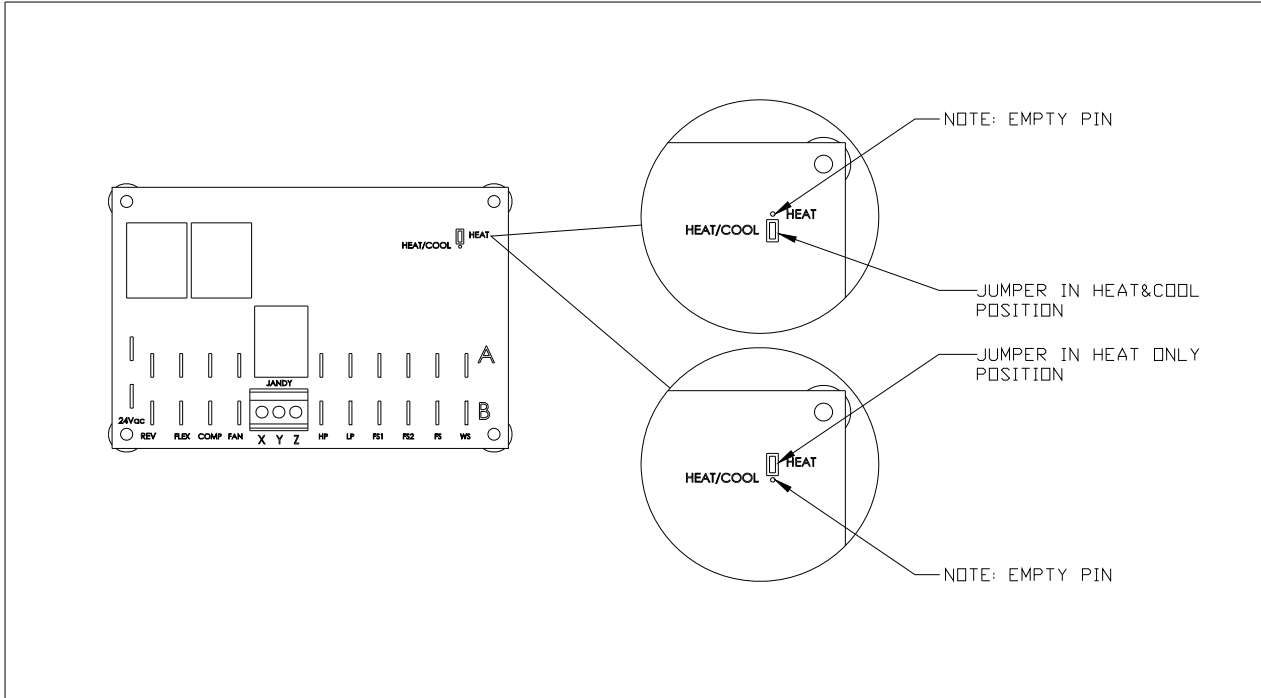 HEAT/COOL HEAT
A
JANDY
B
24Vac
REV FLEX COMP FAN X Y Z HP LP FS1 FS2 FS WS
NOTE: EMPTY PIN
HEAT
HEAT/COOL
JUMPER IN HEAT&COOL
POSITION
JUMPER IN HEAT ONLY
POSITION
HEAT
HEAT/COOL
NOTE: EMPTY PIN